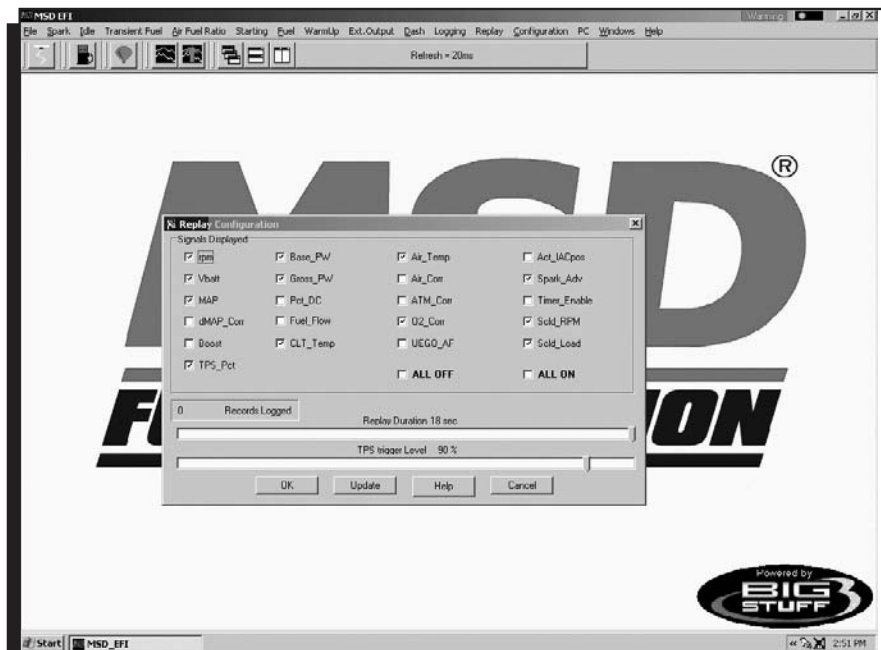 MSD EFI
Warning
File Spark Idle Transient Fuel Air Fuel Ratio Starting Fuel WarmUp Ext.Output Dash Logging Replay Configuration PC Windows Help
Refresh = 20ms
MSD®
Replay Configuration
Signals Displayed
rpm Base_PW Air_Temp Act_IACpos
Vbatt Gross_PW Air_Corr Spark_Adv
MAP Pct_DC ATM_Corr Timer_Enable
dMAP_Corr Fuel_Flow O2_Corr Scld_RPM
Boost CLT_Temp UEGO_AF Scld_Load
TPS_Pct ALL OFF ALL ON
0 Records Logged
Replay Duration 18 sec
TPS trigger Level 90 %
OK Update Help Cancel
Powered by
BIG 3
STUFF
Start MSD_EFI 2:51 PM